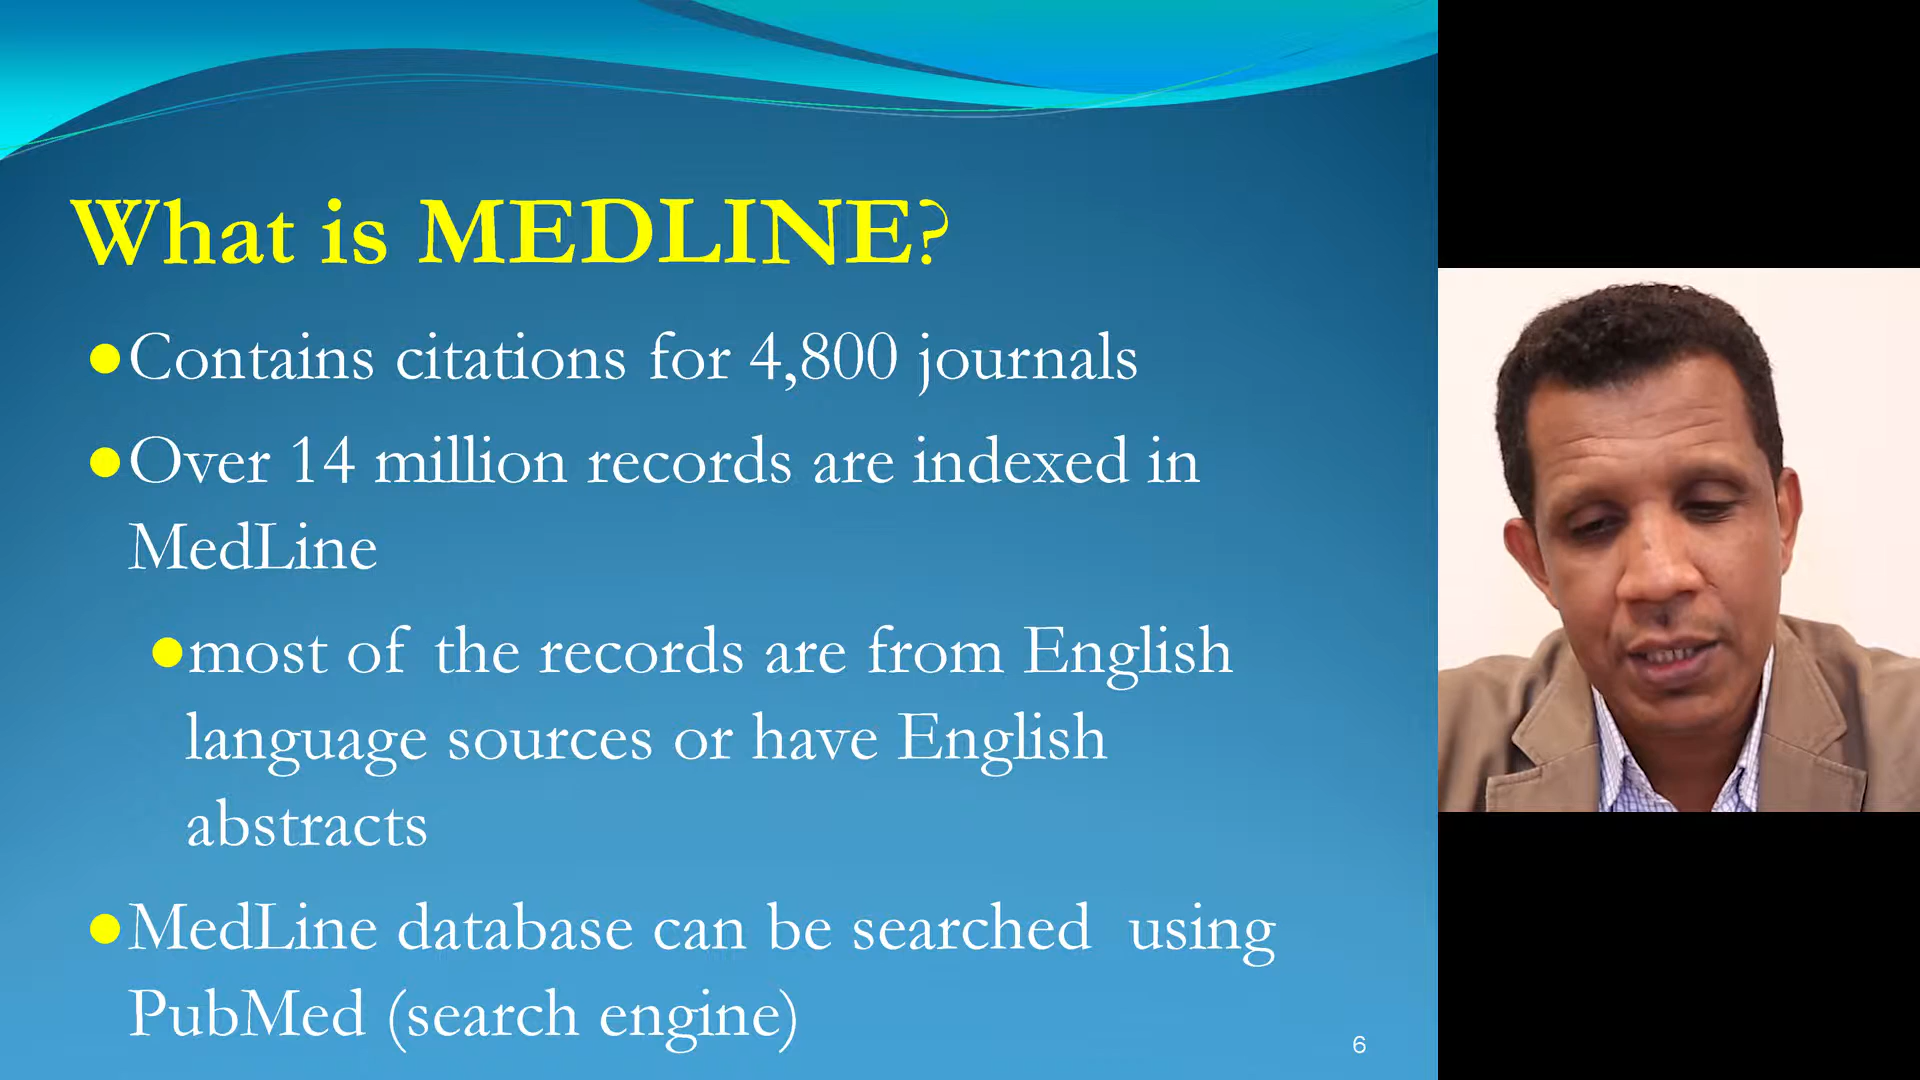 What is MEDLINE?
●Contains citations for 4,800 journals
●Over 14 million records are indexed in
MedLine
●most of the records are from English
language sources or have English
abstracts
●MedLine database can be searched using
PubMed (search engine)
6